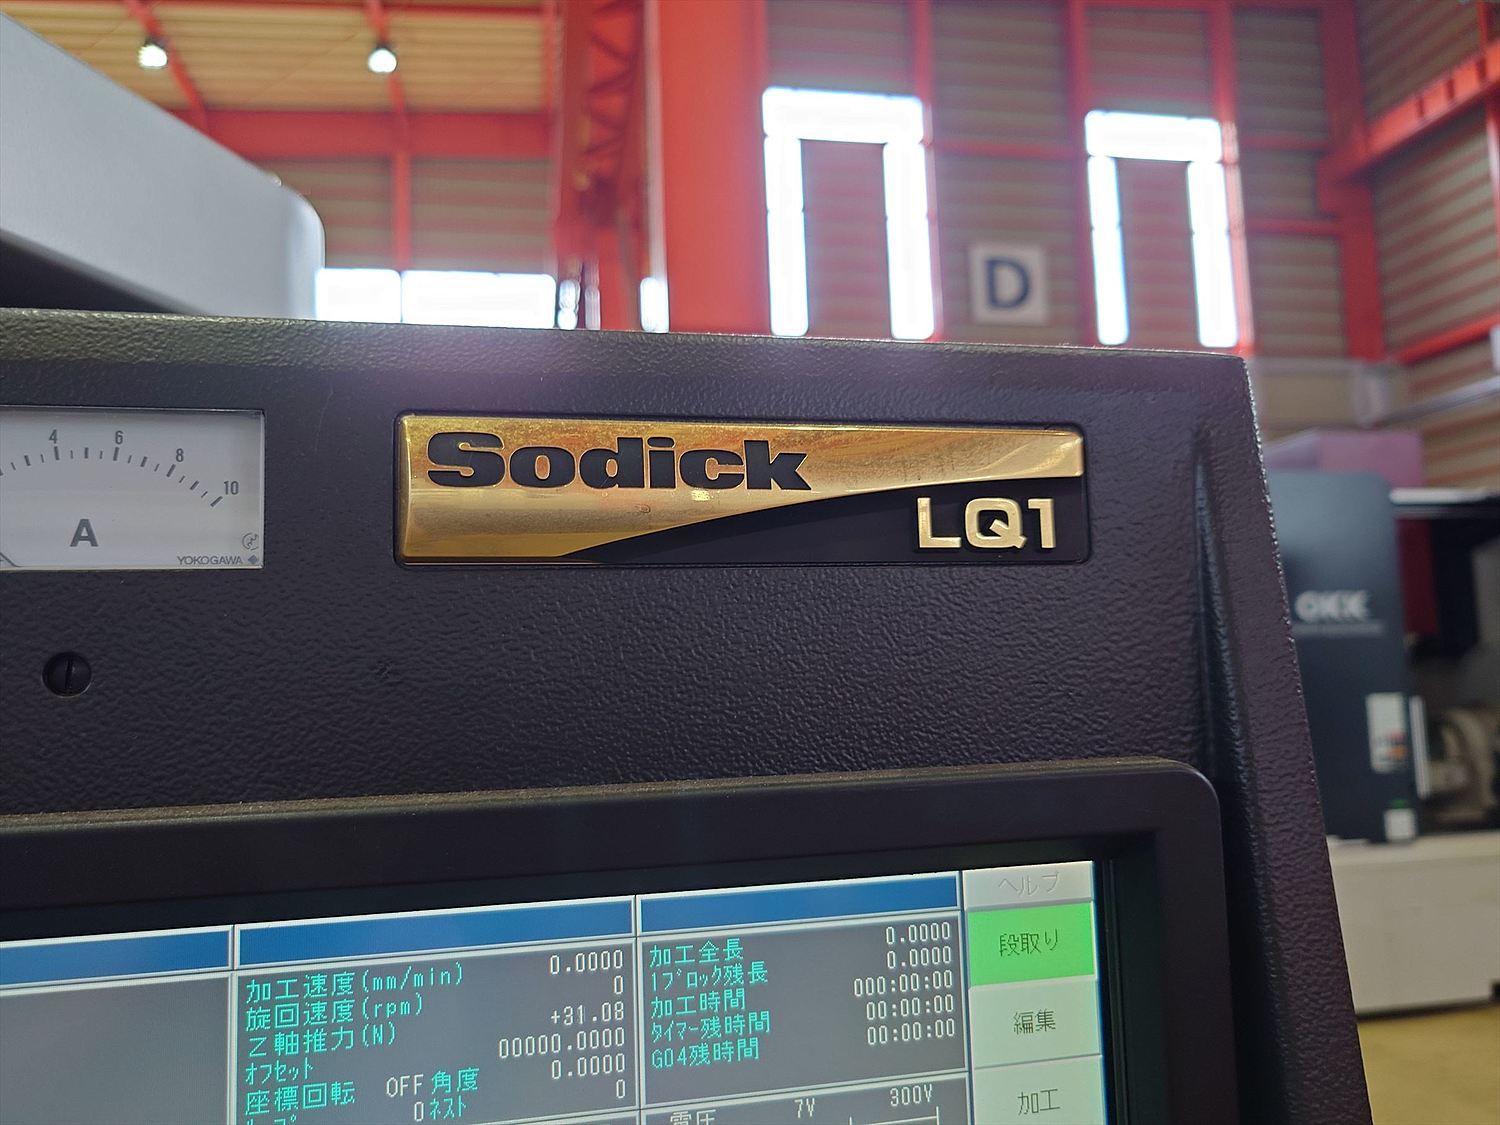 D
4 6 8 10
A
YOKOGAWA
Sodick
LQ1
OKK
ヘルプ
段取り
編集
加工
加工速度(mm/min) 0.0000
旋回速度(rpm) 0
Z軸推力(N) +31.08
オフセット 00000.0000
座標回転 OFF 角度 0.0000
0 ネスト 0
加工全長 0.0000
1ブロック残長 0.0000
加工時間 000:00:00
タイマー残時間 00:00:00
G04残時間 00:00:00
電圧 7V 300V